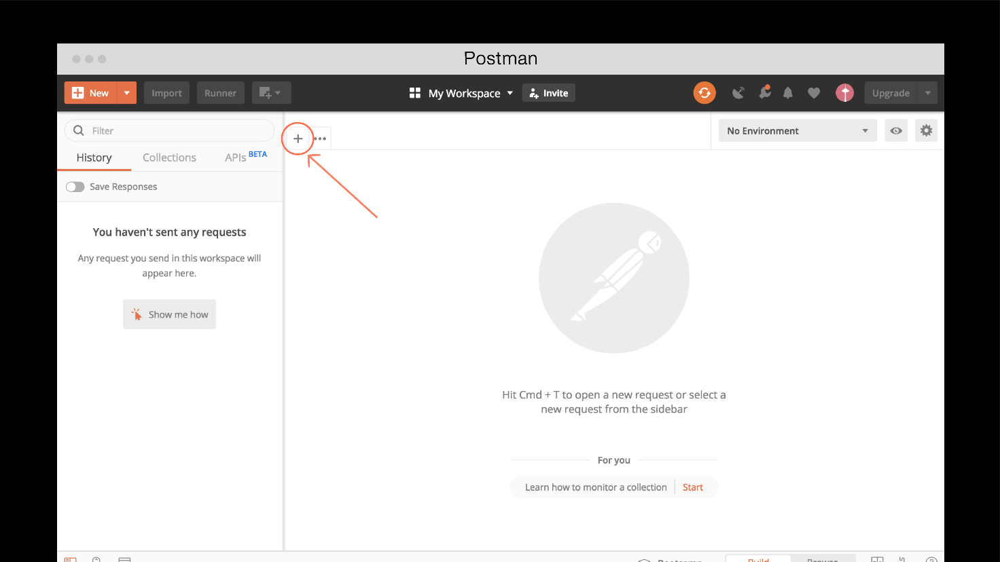 Postman
New
Import
Runner
My Workspace
Invite
Upgrade
Filter
No Environment
History
Collections
APIs BETA
Save Responses
You haven't sent any requests
Any request you send in this workspace will
appear here.
Show me how
Hit Cmd + T to open a new request or select a
new request from the sidebar
For you
Learn how to monitor a collection
Start
Bootcamp
Build
Browse